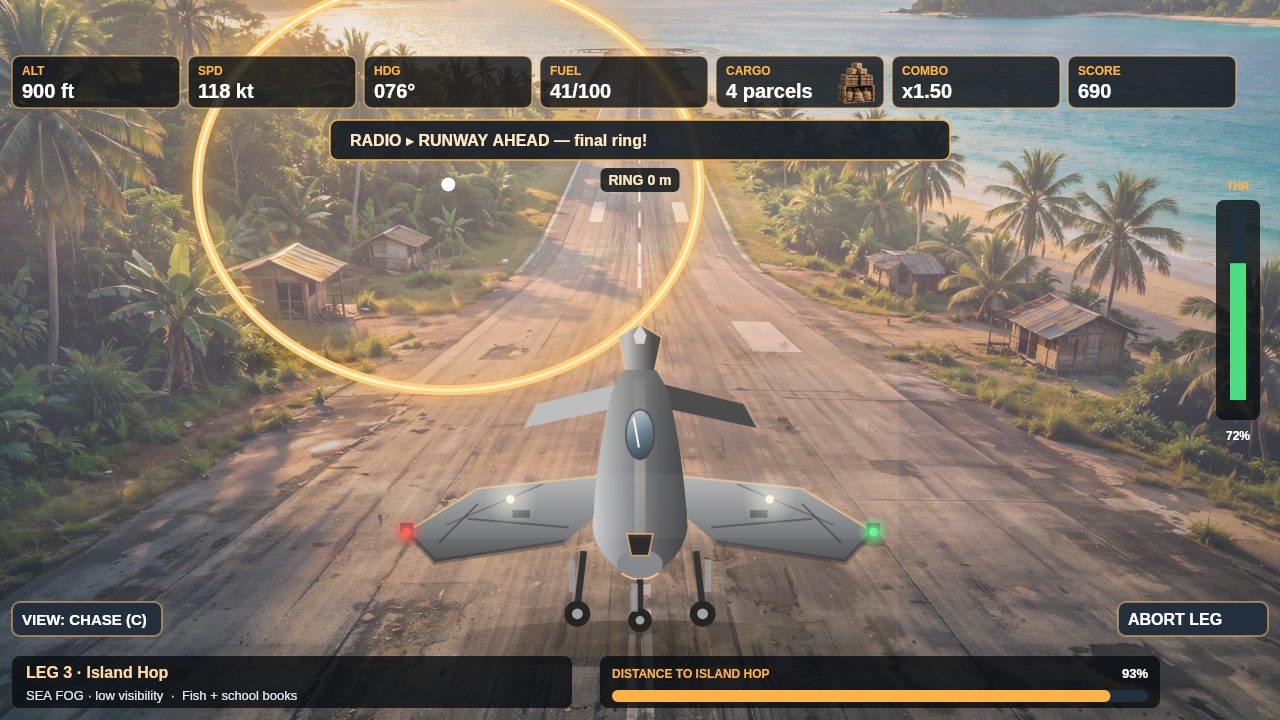 ALT
900 ft
SPD
118 kt
HDG
076°
FUEL
41/100
CARGO
4 parcels
COMBO
x1.50
SCORE
690
RADIO ▸ RUNWAY AHEAD — final ring!
RING 0 m
THR
72%
VIEW: CHASE (C)
ABORT LEG
LEG 3 · Island Hop
SEA FOG · low visibility · Fish + school books
DISTANCE TO ISLAND HOP
93%